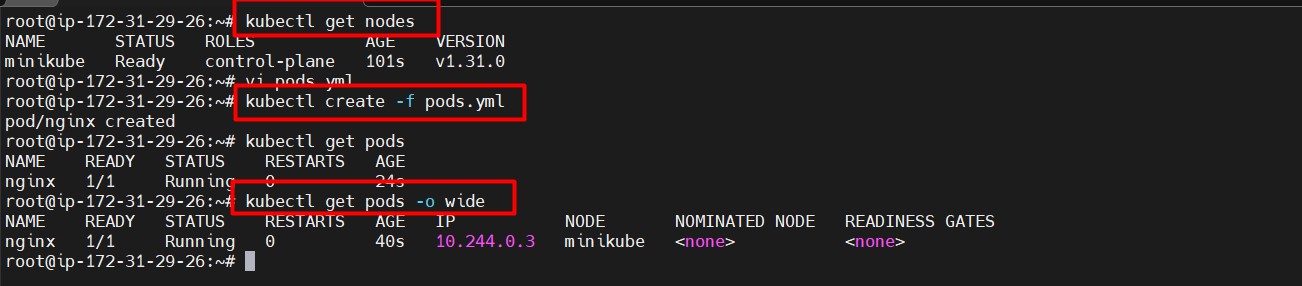 root@ip-172-31-29-26:~# kubectl get nodes
NAME STATUS ROLES AGE VERSION
minikube Ready control-plane 101s v1.31.0
root@ip-172-31-29-26:~# vi pods.yml
root@ip-172-31-29-26:~# kubectl create -f pods.yml
pod/nginx created
root@ip-172-31-29-26:~# kubectl get pods
NAME READY STATUS RESTARTS AGE
nginx 1/1 Running 0 24s
root@ip-172-31-29-26:~# kubectl get pods -o wide
NAME READY STATUS RESTARTS AGE IP NODE NOMINATED NODE READINESS GATES
nginx 1/1 Running 0 40s 10.244.0.3 minikube <none> <none>
root@ip-172-31-29-26:~#